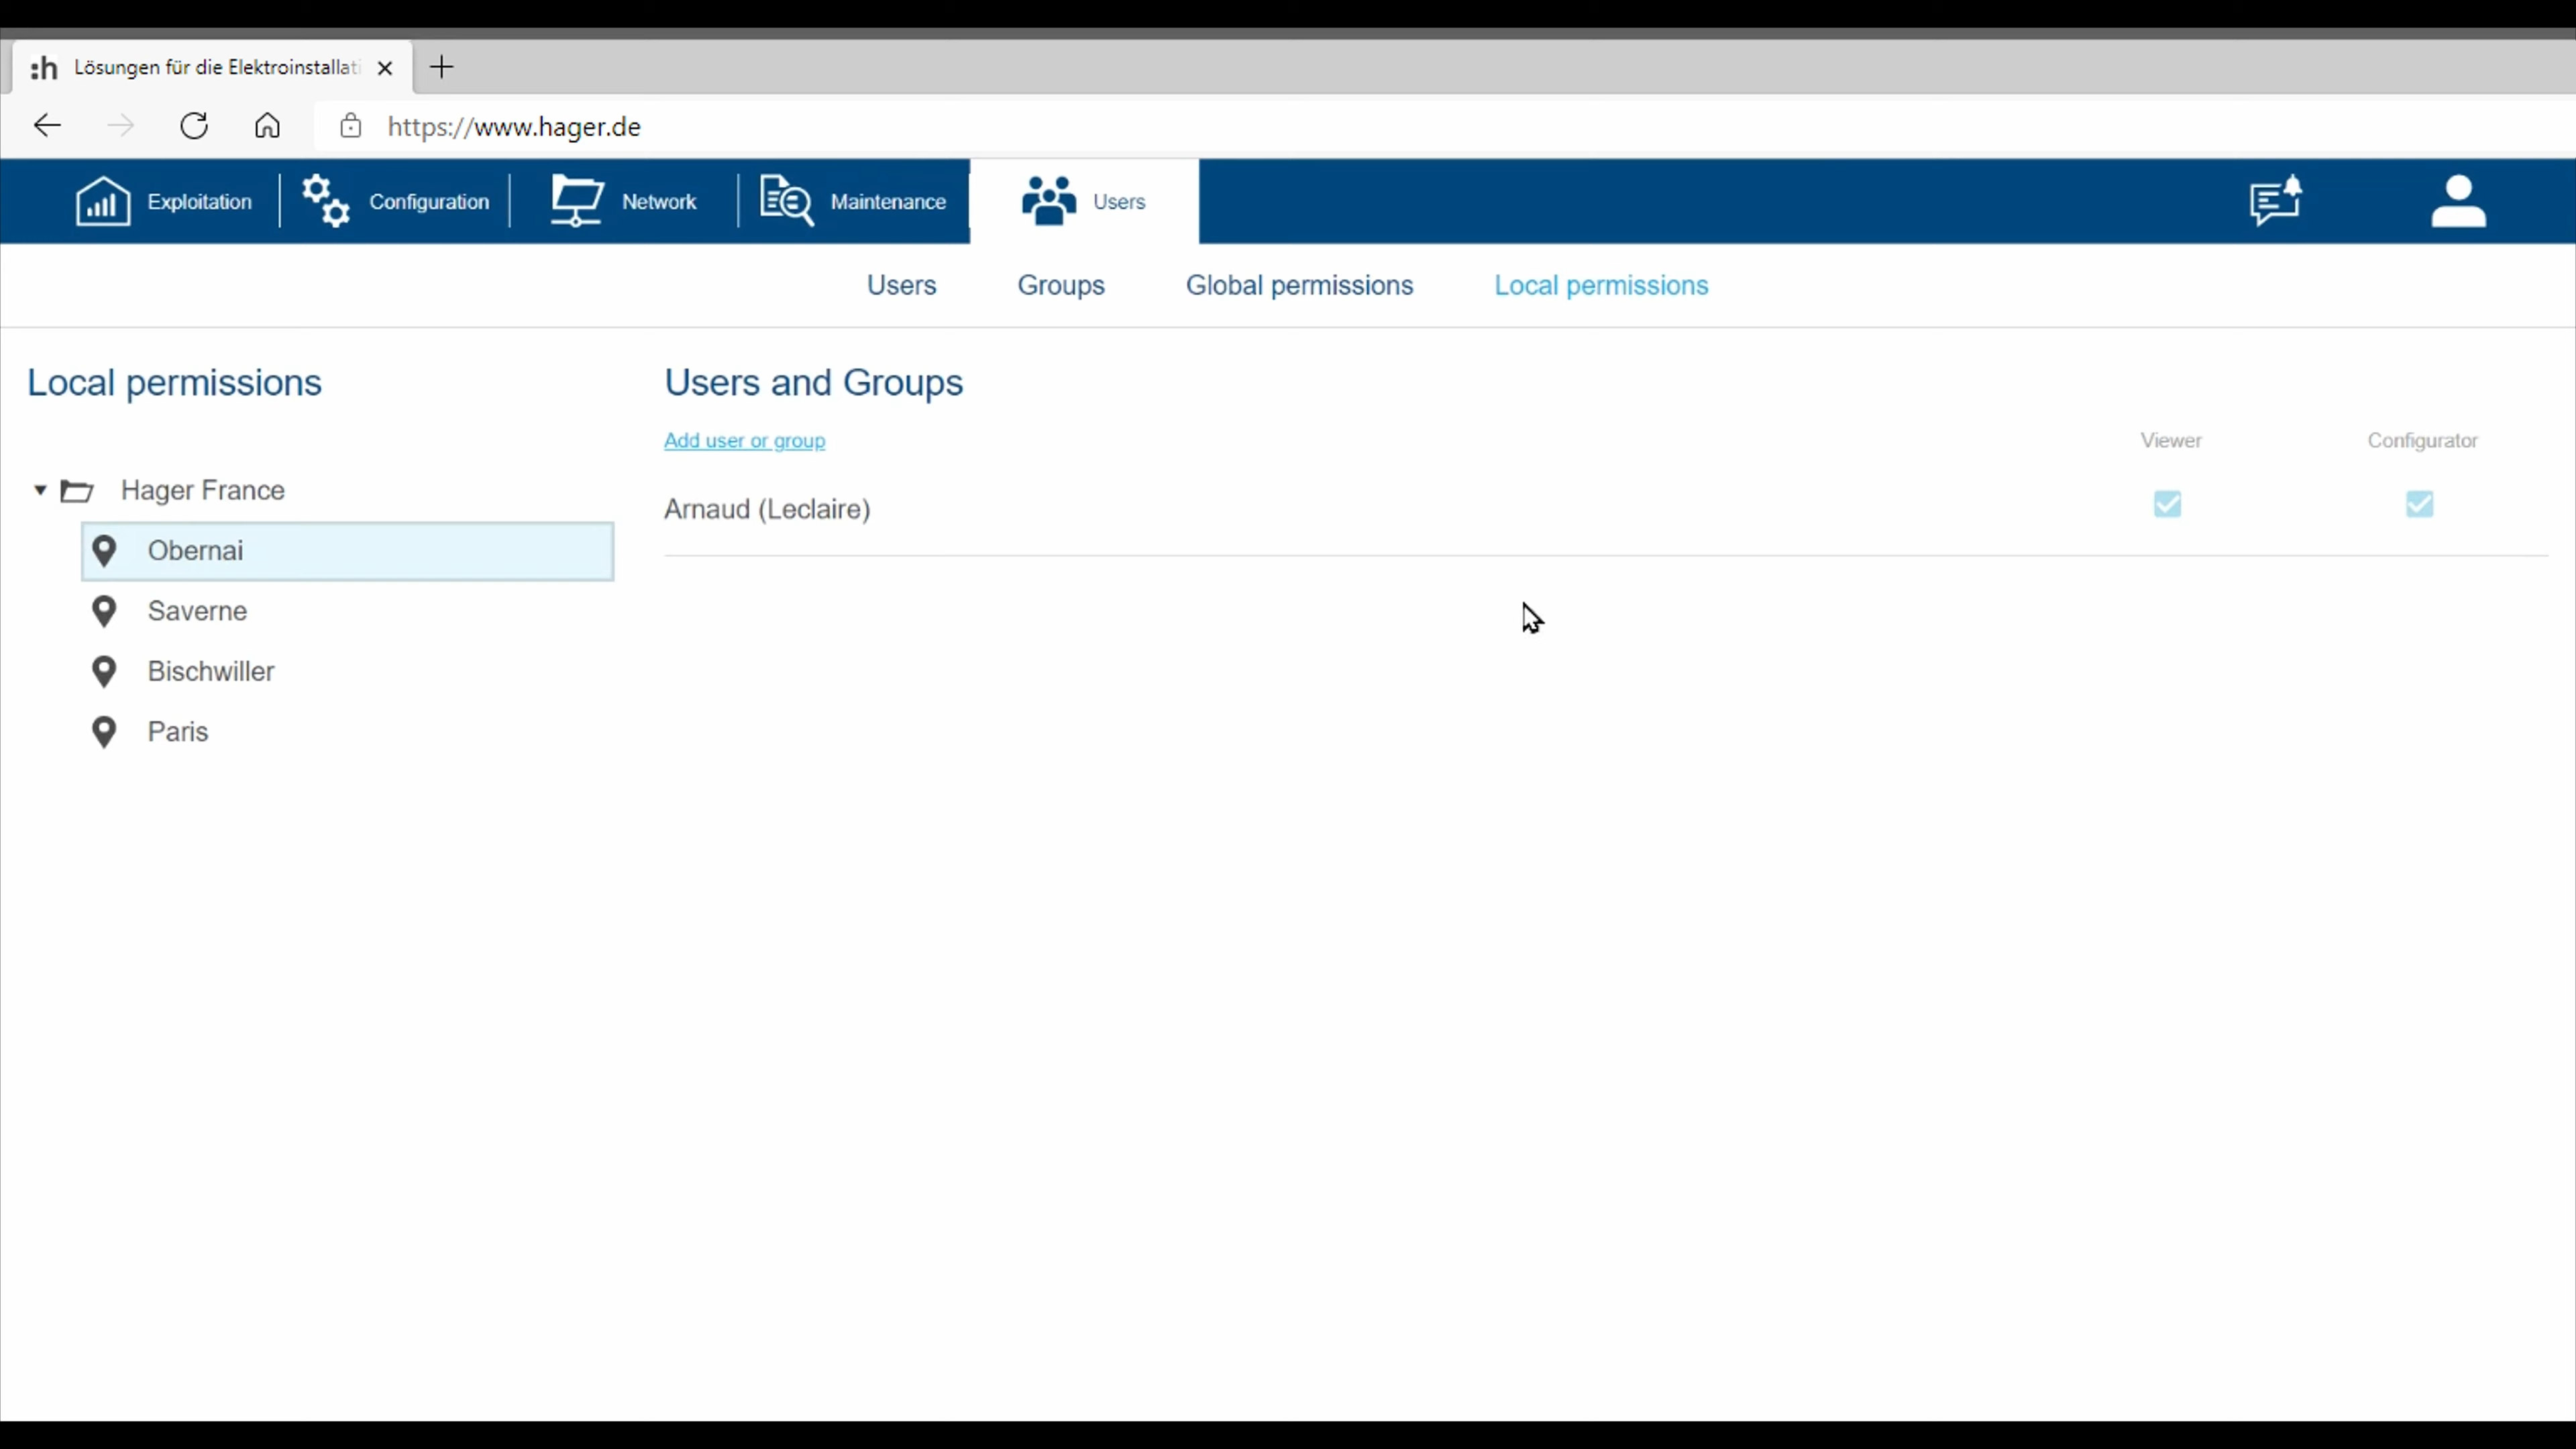 :h Lösungen für die Elektroinstallati
https://www.hager.de
Exploitation Configuration Network Maintenance Users
Users Groups Global permissions Local permissions
Local permissions
Users and Groups
Add user or group Viewer Configurator
Hager France
Arnaud (Leclaire)
Obernai
Saverne
Bischwiller
Paris